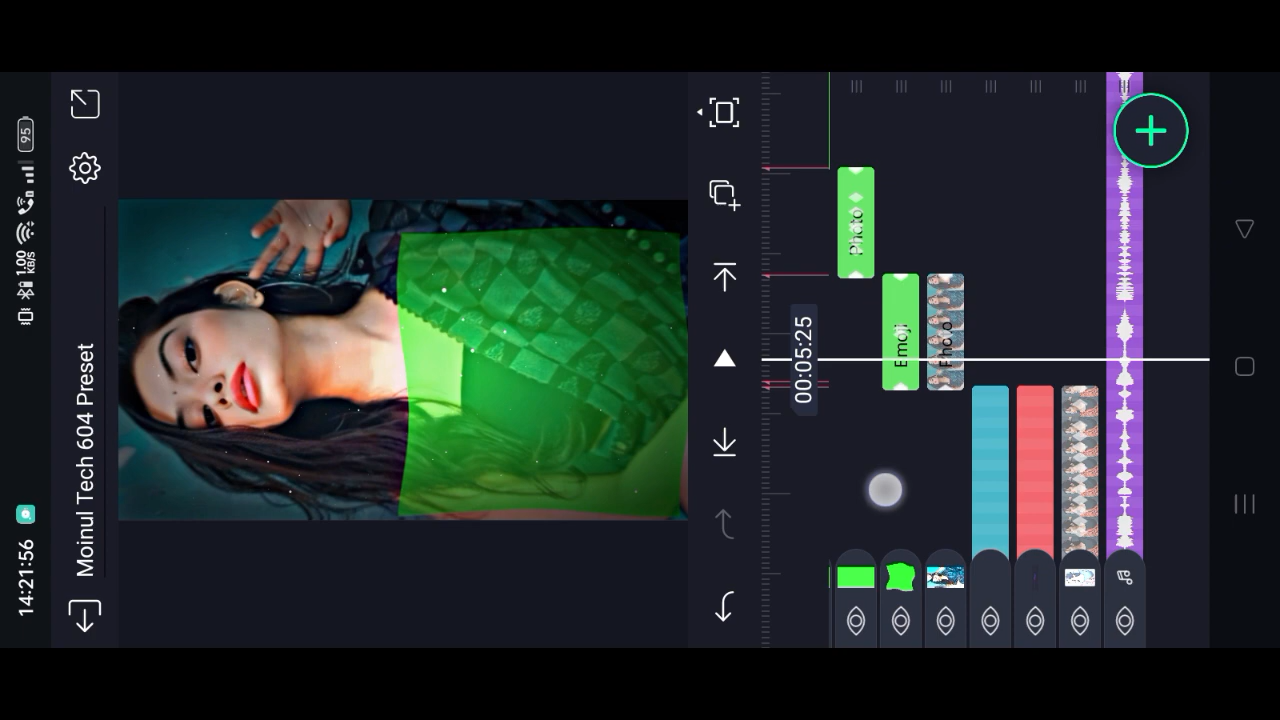 14:21:56
1.00 KB/S
95
Moinul Tech 604 Preset
00:05:25
Photo
Emoji
Photo